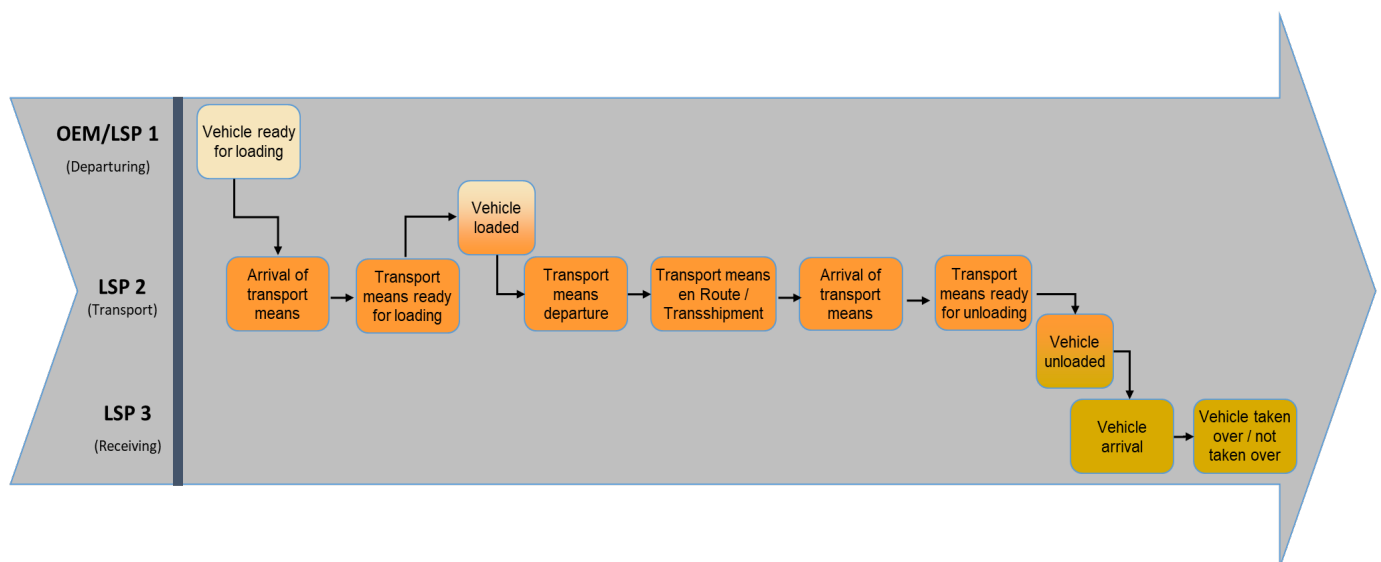 OEM/LSP 1
(Departuring)
Vehicle ready
for loading
Vehicle
loaded
LSP 2
(Transport)
Arrival of
transport
means
Transport
means ready
for loading
Transport
means
departure
Transport means
en Route /
Transshipment
Arrival of
transport
means
Transport
means ready
for unloading
Vehicle
unloaded
LSP 3
(Receiving)
Vehicle
arrival
Vehicle taken
over / not
taken over